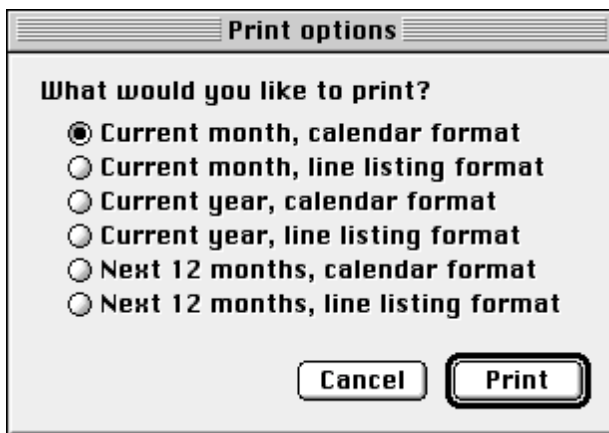 Print options
What would you like to print?
Current month, calendar format
Current month, line listing format
Current year, calendar format
Current year, line listing format
Next 12 months, calendar format
Next 12 months, line listing format
Cancel Print